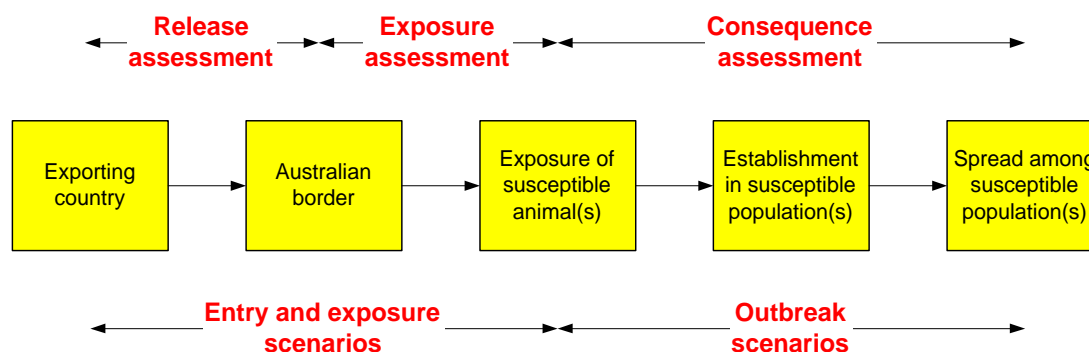 Release
assessment
Exposure
assessment
Consequence
assessment
Exporting
country
Australian
border
Exposure of
susceptible
animal(s)
Establishment
in susceptible
population(s)
Spread among
susceptible
population(s)
Entry and exposure
scenarios
Outbreak
scenarios